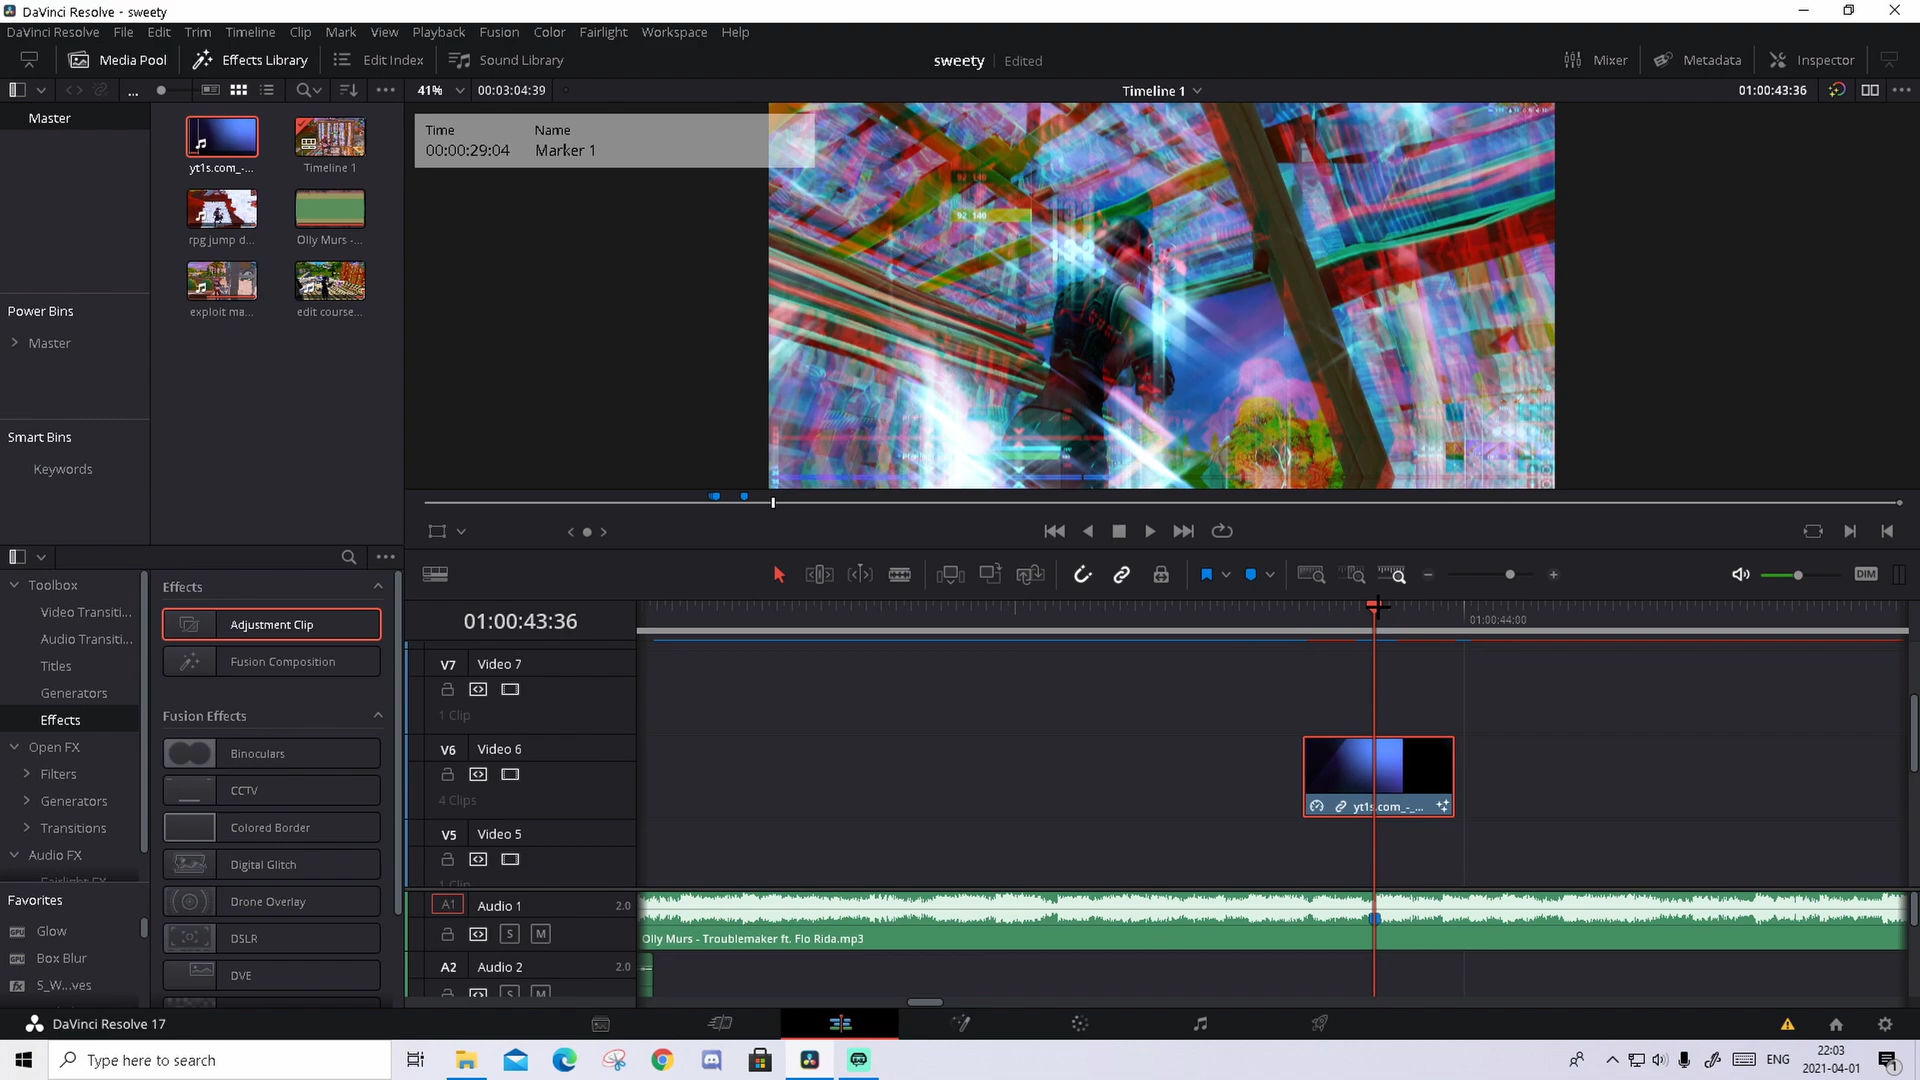 DaVinci Resolve - sweety
DaVinci Resolve File Edit Trim Timeline Clip Mark View Playback Fusion Color Fairlight Workspace Help
Media Pool Effects Library Edit Index Sound Library sweety Edited Mixer Metadata Inspector
... 41% 00:03:04:39 Timeline 1 01:00:43:36 ...
Master
yt1s.com_-... Timeline 1
rpg jump d... Olly Murs -...
exploit ma... edit course...
Power Bins
Master
Smart Bins
Keywords
Time Name
00:00:29:04 Marker 1
92 140
Toolbox
Video Transiti...
Audio Transiti...
Titles
Generators
Effects
Open FX
Filters
Generators
Transitions
Audio FX
Favorites
Glow
Box Blur
S_W...ves
Effects
Adjustment Clip
Fusion Composition
Fusion Effects
Binoculars
CCTV
Colored Border
Digital Glitch
Drone Overlay
DSLR
DVE
DIM
01:00:43:36
01:00:44:00
V7 Video 7
1 Clip
V6 Video 6
4 Clips
V5 Video 5
1 Clip
yt1s.com_-_...
A1 Audio 1 2.0
S M
Olly Murs - Troublemaker ft. Flo Rida.mp3
A2 Audio 2 2.0
S M
DaVinci Resolve 17
Type here to search
ENG
22:03
2021-04-01
1